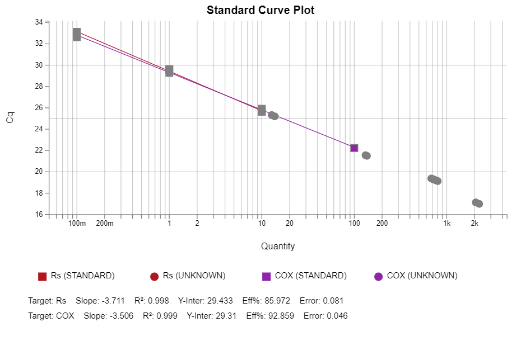 Standard Curve Plot
34
32
30
28
26
24
22
20
18
16
Cq
100m 200m 1 2 10 20 100 200 1k 2k
Quantity
Rs (STANDARD) Rs (UNKNOWN) COX (STANDARD) COX (UNKNOWN)
Target: Rs Slope: -3.711 R²: 0.998 Y-Inter: 29.433 Eff%: 85.972 Error: 0.081
Target: COX Slope: -3.506 R²: 0.999 Y-Inter: 29.31 Eff%: 92.859 Error: 0.046